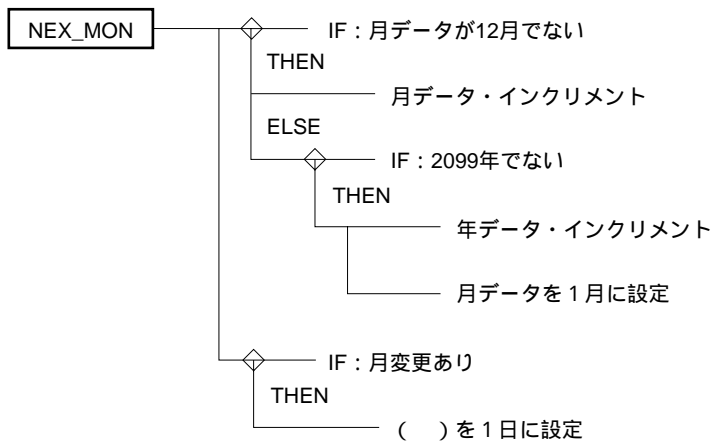 NEX_MON
IF：月データが12月でない
THEN
月データ・インクリメント
ELSE
IF：2099年でない
THEN
年データ・インクリメント
月データを１月に設定
IF：月変更あり
THEN
（　）を１日に設定